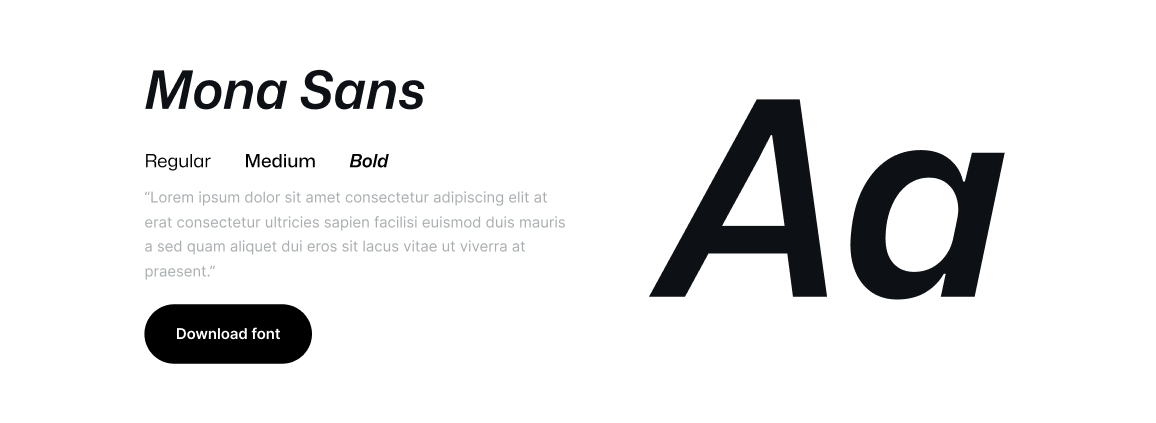 Mona Sans
Regular Medium Bold
“Lorem ipsum dolor sit amet consectetur adipiscing elit at
erat consectetur ultricies sapien facilisi euismod duis mauris
a sed quam aliquet dui eros sit lacus vitae ut viverra at
praesent.”
Download font
Aa